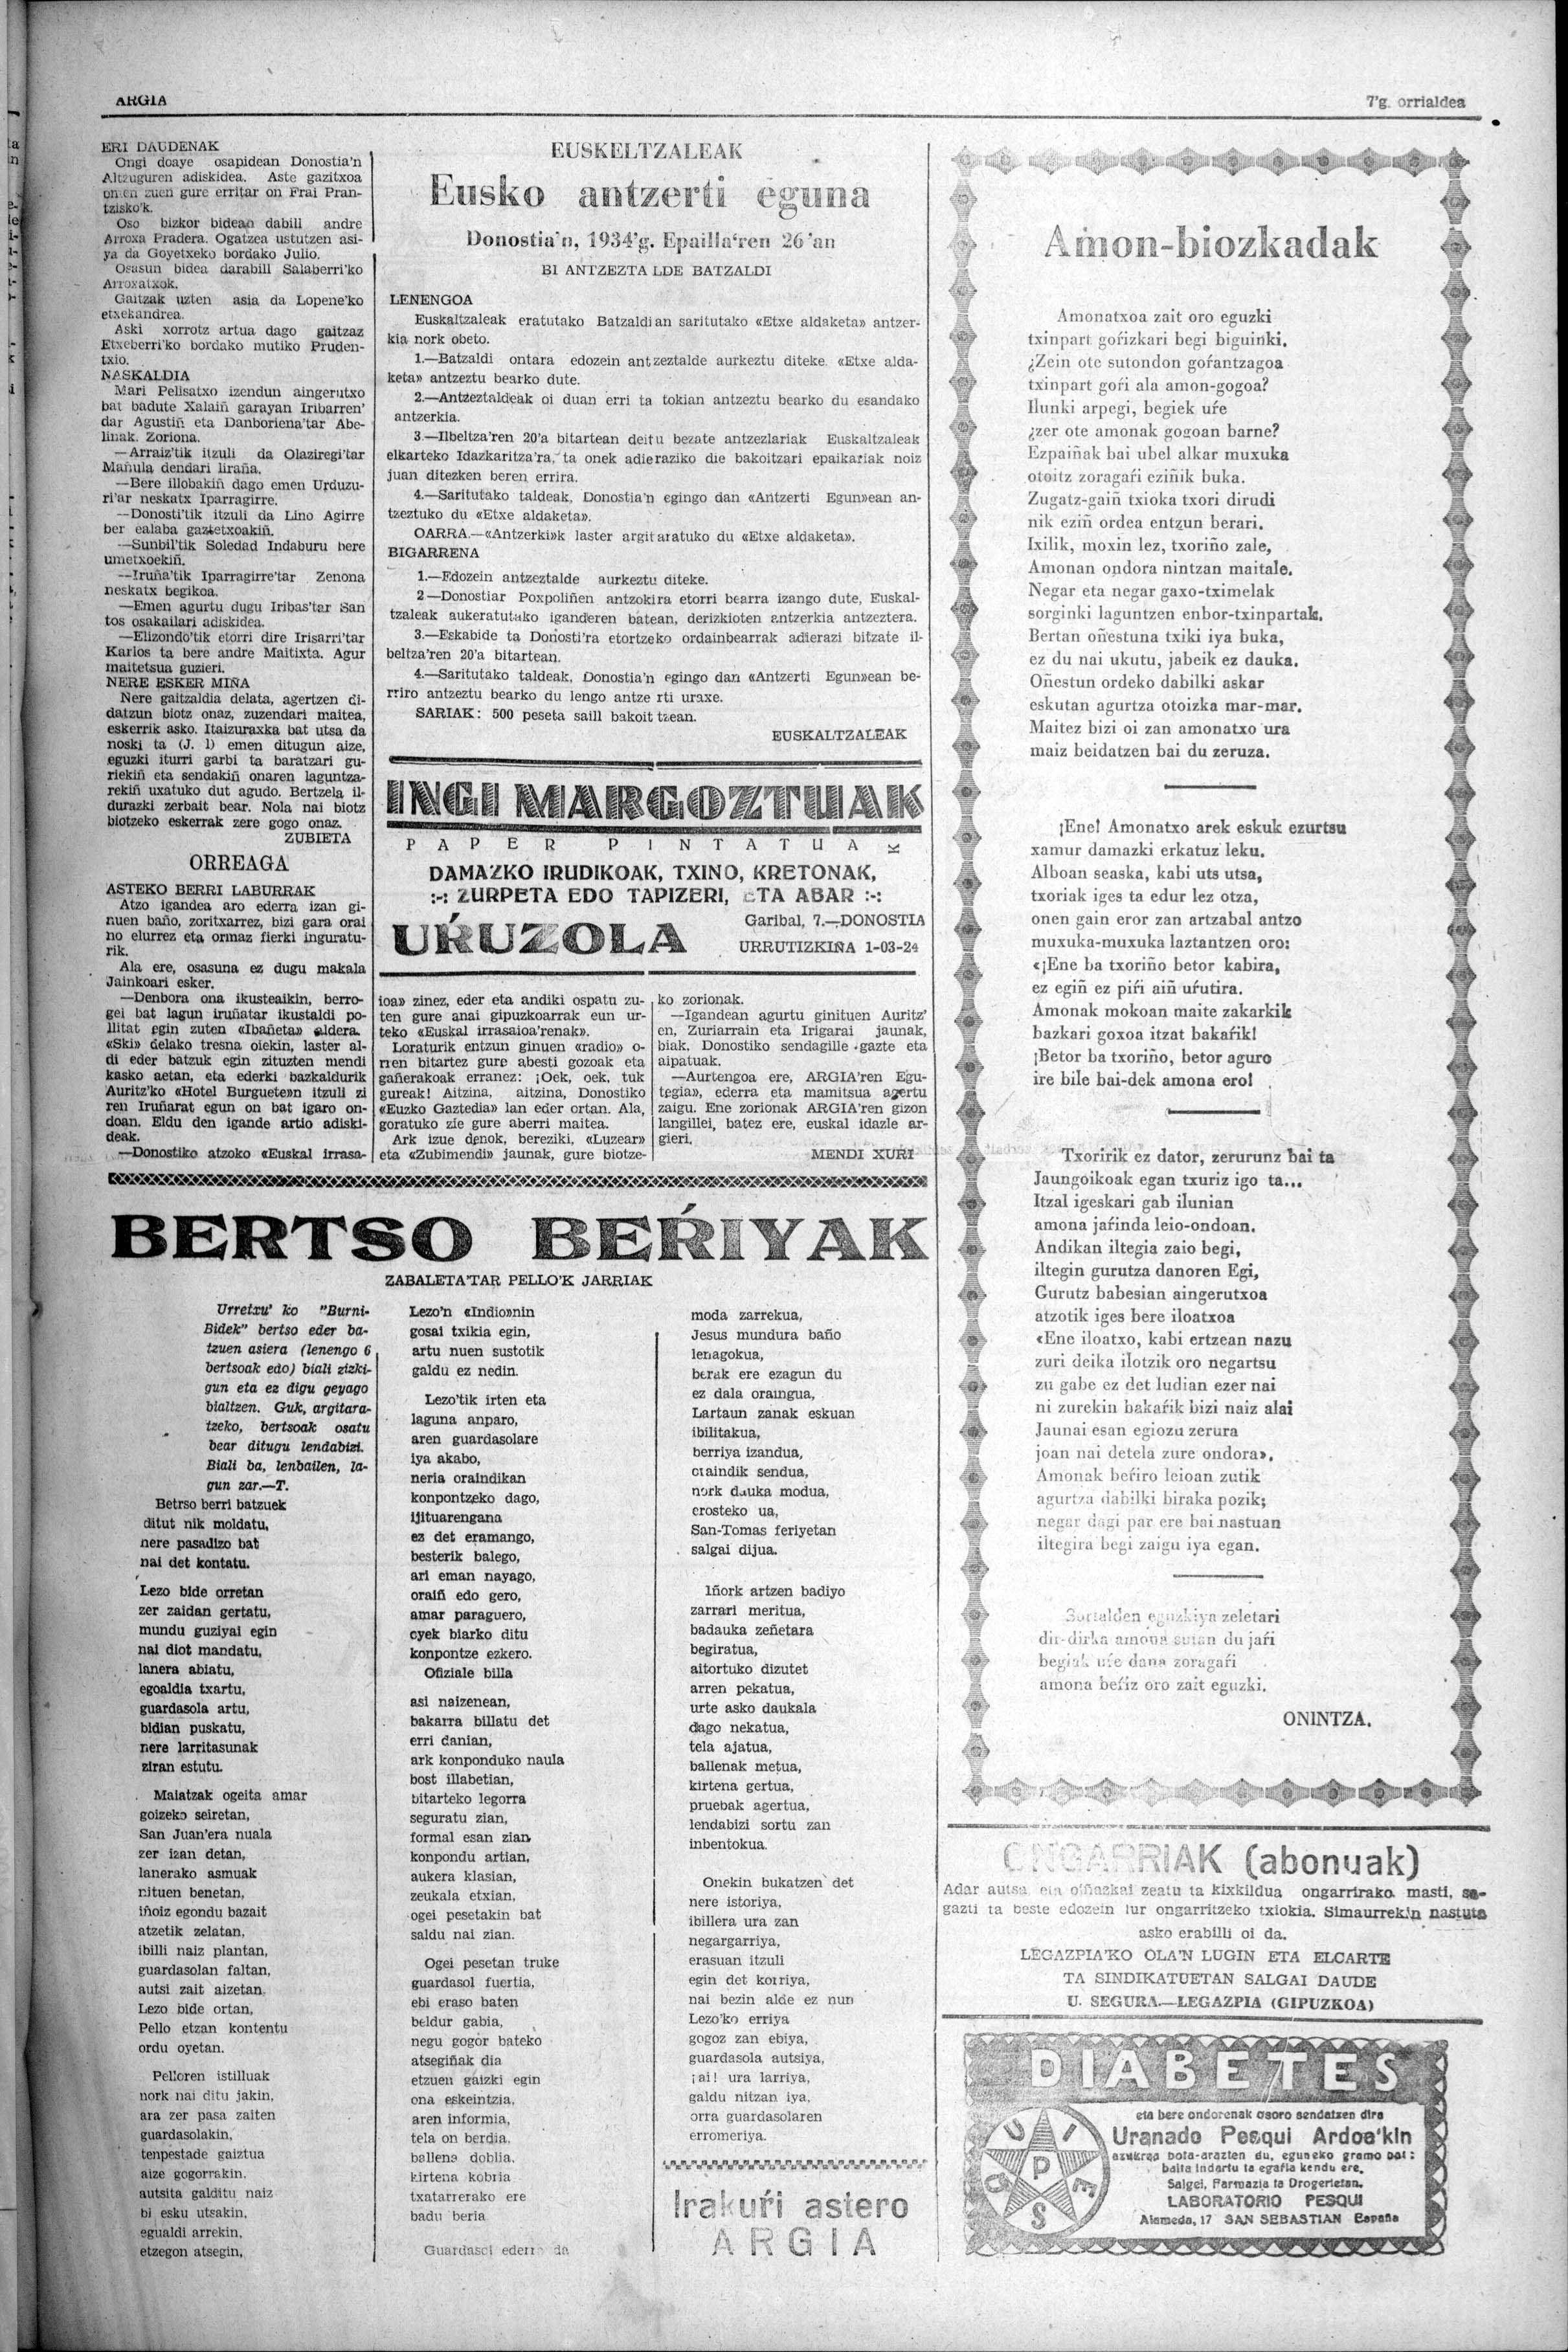 ARGIA
7'g. orrialdea
ERI DAUDENAK
Ongi doaye osapidean Donostia'n
Altzuguren adiskidea. Aste gazitxoa
omen zuen gure erritar on Frai Pran-
tzisko'k.
Oso bizkor bidean dabill andre
Arroxa Pradera. Ogatzea ustutzen asi-
ya da Goyetxeko bordako Julio.
Osasun bidea darabill Salaberri'ko
Arroxatxok.
Gaitzak uzten asia da Lopene'ko
etxekandrea.
Aski xorrotz artua dago gaitzaz
Etxeberri'ko bordako mutiko Pruden-
txio.
NASKALDIA
Mari Pelisatxo izendun aingerutxo
bat badute Xalaiñ garayan Iribarren'
dar Agustiñ eta Danboriena'tar Abe-
linak. Zoriona.
—Arraiz'tik itzuli da Olaziregi'tar
Mañula dendari liraña.
—Bere illobakiñ dago emen Urduzu-
ri'ar neskatx Iparragirre.
—Donosti'tik itzuli da Lino Agirre
ber ealaba gaztetxoakiñ.
—Sunbil'tik Soledad Indaburu bere
umetxoekiñ.
—Iruña'tik Iparragirre'tar Zenona
neskatx begikoa.
—Emen agurtu dugu Iribas'tar San
tos osakailari adiskidea.
—Elizondo'tik etorri dire Irisarri'tar
Karlos ta bere andre Maitixta. Agur
maitetsua guzieri.
NERE ESKER MIÑA
Nere gaitzaldia delata, agertzen di-
datzun biotz onaz, zuzendari maitea,
eskerrik asko. Itaizuraxka bat utsa da
noski ta (J. l) emen ditugun aize,
eguzki iturri garbi ta baratzari gu-
riekiñ eta sendakiñ onaren laguntza-
rekiñ uxatuko dut agudo. Bertzela il-
durazki zerbait bear. Nola nai biotz
biotzeko eskerrak zere gogo onaz.
ZUBIETA
ORREAGA
ASTEKO BERRI LABURRAK
Atzo igandea aro ederra izan gi-
nuen baño, zoritxarrez, bizi gara oral
no elurrez eta ormaz fierki inguratu-
rik.
Ala ere, osasuna ez dugu makala
Jainkoari esker.
—Denbora ona ikusteaikin, berro-
gei bat lagun iruñatar ikustaldi po-
llitat egin zuten «Ibañeta» aldera.
«Ski» delako tresna oiekin, laster al-
di eder batzuk egin zituzten mendi
kasko aetan, eta ederki bazkaldurik
Auritz'ko «Hotel Burguete»n itzuli zi
ren Iruñarat egun on bat igaro on-
doan. Eldu den igande artio adiski-
deak.
—Donostiko atzoko «Euskal irrasa-
EUSKELTZALEAK
Eusko antzerti eguna
Donostia'n, 1934'g. Epailla'ren 26'an
BI ANTZEZTA LDE BATZALDI
LENENGOA
Euskaltzaleak eratutako Batzaldian saritutako «Etxe aldaketa» antzer-
kia nork obeto.
1.—Batzaldi ontara edozein antzeztalde aurkeztu diteke. «Etxe alda-
keta» antzeztu bearko dute.
2.—Antzeztaldeak oi duan erri ta tokian antzeztu bearko du esandako
antzerkia.
3.—Ilbeltza'ren 20'a bitartean deitu bezate antzezlariak Euskaltzaleak
elkarteko Idazkaritza'ra, ta onek adieraziko die bakoitzari epaikariak noiz
juan ditezken beren errira.
4.—Saritutako taldeak, Donostia'n egingo dan «Antzerti Egun»ean an-
tzeztuko du «Etxe aldaketa».
OARRA.—«Antzerki»k laster argitaratuko du «Etxe aldaketa».
BIGARRENA
1.—Edozein antzeztalde aurkeztu diteke.
2—Donostiar Poxpoliñen antzokira etorri bearra izango dute, Euskal-
tzaleak aukeratutako iganderen batean, derizkioten antzerkia antzeztera.
3.—Eskabide ta Donosti'ra etortzeko ordainbearrak adierazi bitzate il-
beltza'ren 20'a bitartean.
4.—Saritutako taldeak, Donostia'n egingo dan «Antzerti Egun»ean be-
rriro antzeztu bearko du lengo antze rti uraxe.
SARIAK: 500 peseta saill bakoit tzean.
EUSKALTZALEAK
INGI MARGOZTUAK
PAPER PINTATUAK
DAMAZKO IRUDIKOAK, TXINO, KRETONAK,
:-: ZURPETA EDO TAPIZERI, ETA ABAR :-:
UŔUZOLA
Garibal, 7.—DONOSTIA
URRUTIZKIÑA 1-03-24
ioa» zinez, eder eta andiki ospatu zu-
ten gure anai gipuzkoarrak eun ur-
teko «Euskal irrasaioa'renak».
Loraturik entzun ginuen «radio» o-
rren bitartez gure abesti gozoak eta
gañerakoak erranez: ¡Oek, oek, tuk
gureak! Aitzina, aitzina, Donostiko
«Euzko Gaztedia» lan eder ortan. Ala,
goratuko zie gure aberri maitea.
Ark izue denok, bereziki, «Luzear»
eta «Zubimendi» jaunak, gure biotze-
ko zorionak.
—Igandean agurtu ginituen Auritz'
en, Zuriarrain eta Irigarai jaunak,
biak. Donostiko sendagille gazte eta
aipatuak.
—Aurtengoa ere, ARGIA'ren Egu-
tegia», ederra eta mamitsua agertu
zaigu. Ene zorionak ARGIA'ren gizon
langillei, batez ere, euskal idazle ar-
gieri.
MENDI XURI
BERTSO BEŔIYAK
ZABALETA'TAR PELLO'K JARRIAK
Urretxu' ko "Burni-
Bidek" bertso eder ba-
tzuen asiera (lenengo 6
bertsoak edo) biali zizki-
gun eta ez digu geyago
bialtzen. Guk, argitara-
tzeko, bertsoak osatu
bear ditugu lendabizi.
Biali ba, lenbailen, la-
gun zar.—T.
Betrso berri batzuek
ditut nik moldatu,
nere pasadizo bat
nai det kontatu.
Lezo bide orretan
zer zaidan gertatu,
mundu guziyai egin
nai diot mandatu,
lanera abiatu,
egoaldia txartu,
guardasola artu,
bidian puskatu,
nere larritasunak
ziran estutu.
Maiatzak ogeita amar
goizeko seiretan,
San Juan'era nuala
zer izan detan,
lanerako asmuak
nituen benetan,
iñoiz egondu bazait
atzetik zelatan,
ibilli naiz plantan,
guardasolan faltan,
autsi zait aizetan.
Lezo bide ortan,
Pello etzan kontentu
ordu oyetan.
Pelloren istilluak
nork nai ditu jakin,
ara zer pasa zaiten
guardasolakin,
tenpestade gaiztua
aize gogorrakin,
autsita galditu naiz
bi esku utsakin,
egualdi arrekin,
etzegon atsegin,
Lezo'n «Indio»nin
gosai txikia egin,
artu nuen sustotik
galdu ez nedin.
Lezo'tik irten eta
laguna anparo,
aren guardasolare
iya akabo,
neria oraindikan
konpontzeko dago,
ijituarengana
ez det eramango,
besterik balego,
ari eman nayago,
oraiñ edo gero,
amar paraguero,
oyek biarko ditu
konpontze ezkero.
Ofiziale billa
asi naizenean,
bakarra billatu det
erri danian,
ark konponduko naula
bost illabetian,
bitarteko legorra
seguratu zian,
formal esan zian
konpondu artian,
aukera klasian,
zeukala etxian,
ogei pesetakin bat
saldu nai zian.
Ogei pesetan truke
guardasol fuertia,
ebi eraso baten
beldur gabia,
negu gogor bateko
atsegiñak dia
etzuen gaizki egin
ona eskeintzia,
aren informia,
tela on berdia,
ballena doblia,
kirtena kobria
txatarrerako ere
badu beria
Guardasol ederra da
moda zarrekua,
Jesus mundura baño
lenagokua,
berak ere ezagun du
ez dala oraingua,
Lartaun zanak eskuan
ibilitakua,
berriya izandua,
oraindik sendua,
nork dauka modua,
erosteko ua,
San-Tomas feriyetan
salgai dijua.
Iñork artzen badiyo
zarrari meritua,
badauka zeñetara
begiratua,
aitortuko dizutet
arren pekatua,
urte asko daukala
dago nekatua,
tela ajatua,
ballenak metua,
kirtena gertua,
pruebak agertua,
lendabizi sortu zan
inbentokua.
Onekin bukatzen det
nere istoriya,
ibillera ura zan
negargarriya,
erasuan itzuli
egin det korriya,
nai bezin alde ez nun
Lezo'ko erriya
gogoz zan ebiya,
guardasola autsiya,
¡ai! ura larriya,
galdu nitzan iya,
orra guardasolaren
erromeriya.
Irakuŕi astero
ARGIA
Amon-biozkadak
Amonatxoa zait oro eguzki
txinpart goŕizkari begi biguinki.
¿Zein ote sutondon goŕantzagoa
txinpart goŕi ala amon-gogoa?
Ilunki arpegi, begiek uŕe
¿zer ote amonak gogoan barne?
Ezpaiñak bai ubel alkar muxuka
otoitz zoragaŕi eziñik buka.
Zugatz-gaiñ txioka txori dirudi
nik eziñ ordea entzun berari.
Ixilik, moxin lez, txoriño zale,
Amonan ondora nintzan maitale.
Negar eta negar gaxo-tximelak
sorginki laguntzen enbor-txinpartak.
Bertan oñestuna txiki iya buka,
ez du nai ukutu, jabeik ez dauka.
Oñestun ordeko dabilki askar
eskutan agurtza otoizka mar-mar.
Maitez bizi oi zan amonatxo ura
maiz beidatzen bai du zeruza.
¡Ene! Amonatxo arek eskuk ezurtsu
xamur damazki erkatuz leku.
Alboan seaska, kabi uts utsa,
txoriak iges ta edur lez otza,
onen gain eror zan artzabal antzo
muxuka-muxuka laztantzen oro:
«¡Ene ba txoriño betor kabira,
ez egiñ ez piŕi aiñ uŕutira.
Amonak mokoan maite zakarkik
bazkari goxoa itzat bakaŕik!
¡Betor ba txoriño, betor aguro
ire bile bai-dek amona ero!
Txoririk ez dator, zerurunz bai ta
Jaungoikoak egan txuriz igo ta...
Itzal igeskari gab ilunian
amona jaŕinda leio-ondoan.
Andikan iltegia zaio begi,
iltegin gurutza danoren Egi,
Gurutz babesian aingerutxoa
atzotik iges bere iloatxoa
«Ene iloatxo, kabi ertzean nazu
zuri deika ilotzik oro negartsu
zu gabe ez det ludian ezer nai
ni zurekin bakaŕik bizi naiz alai
Jaunai esan egiozu zerura
joan nai detela zure ondora».
Amonak beŕiro leioan zutik
agurtza dabilki biraka pozik;
negar dagi par ere bai nastuan
iltegira begi zaigu iya egan.
Sortalden eguzkiya zeletari
dir-dirka amona sutan du jaŕi
begiak uŕe dana zoragaŕi
amona beŕiz oro zait eguzki.
ONINTZA.
ONGARRIAK (abonuak)
Adar autsa, eta oiñazkai zeatu ta kixkildua ongarrirako. masti, sa-
gazti ta beste edozein lur ongarritzeko txiokia. Simaurrekin nastuta
asko erabilli oi da.
LEGAZPIA'KO OLA'N LUGIN ETA ELCARTE
TA SINDIKATUETAN SALGAI DAUDE
U. SEGURA.—LEGAZPIA (GIPUZKOA)
DIABETES
eta bere ondorenak osoro sendatzen dira
Uranado Pesqui Ardoa'kin
azukrea bota-arazten du, eguneko gramo bat:
baita indartu ta egarfia kendu ere.
Salgei, Farmazia ta Drogerietan.
LABORATORIO PESQUI
Alameda, 17 SAN SEBASTIAN España